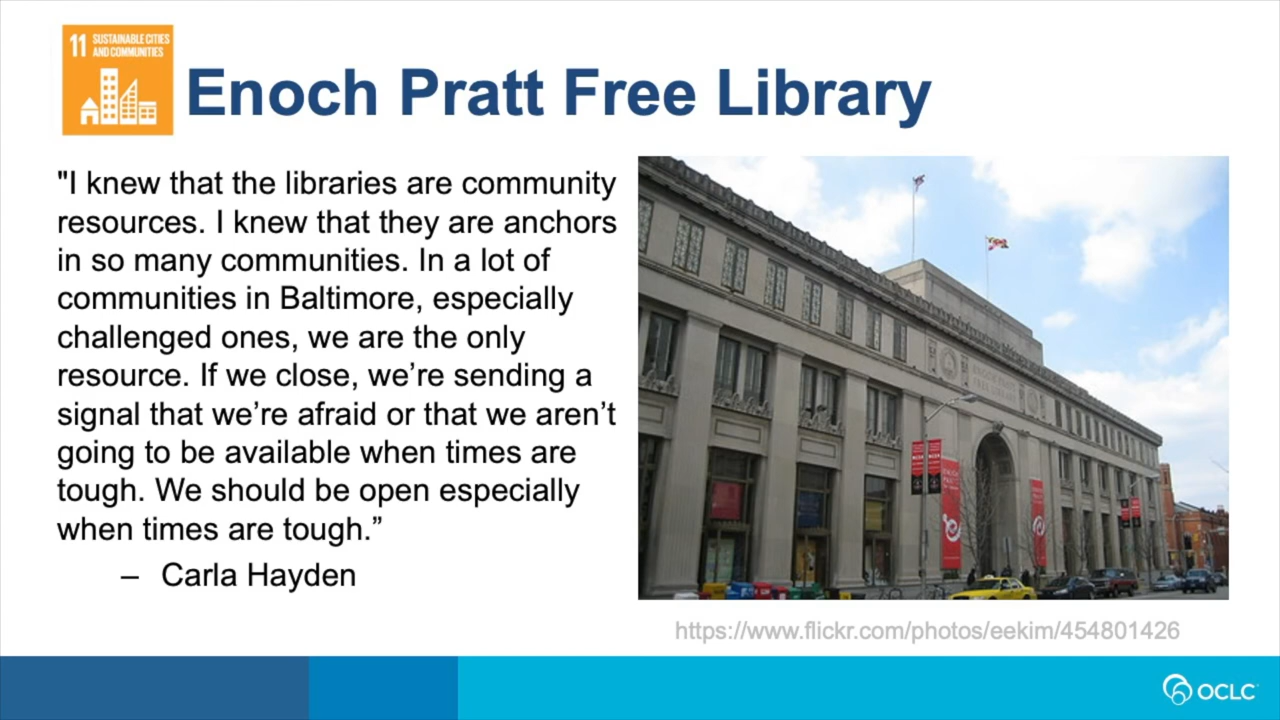 11 SUSTAINABLE CITIES
AND COMMUNITIES
Enoch Pratt Free Library
"I knew that the libraries are community
resources. I knew that they are anchors
in so many communities. In a lot of
communities in Baltimore, especially
challenged ones, we are the only
resource. If we close, we’re sending a
signal that we’re afraid or that we aren’t
going to be available when times are
tough. We should be open especially
when times are tough.”
– Carla Hayden
ENOCH PRATT
FREE LIBRARY
https://www.flickr.com/photos/eekim/454801426
OCLC